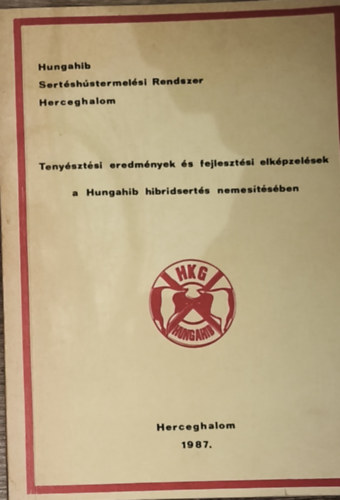 Hungahib
Sertéshústermelési Rendszer
Herceghalom
Tenyésztési eredmények és fejlesztési elképzelések
a Hungahib hibridsertés nemesítésében
HKG
HUNGAHIB
Herceghalom
1987.